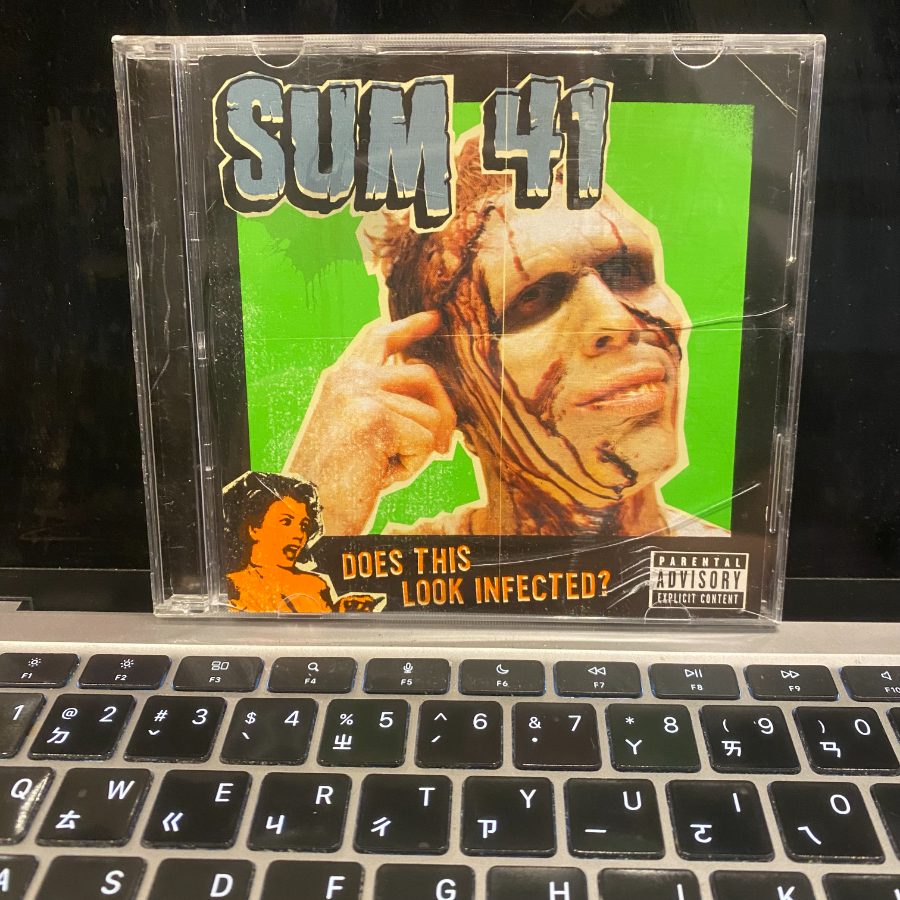 SUM 41
DOES THIS
LOOK INFECTED?
PARENTAL
ADVISORY
EXPLICIT CONTENT
F1 F2 F3 F4 F5 F6 F7 F8 F9 F10
1 @ 2 # 3 $ 4 % 5 ^ 6 & 7 * 8 ( 9 ) 0
ㄉ ˇ ˋ ㄓ ˊ ˙ ㄚ ㄞ ㄢ
Q W E R T Y U I O
ㄊ ㄍ ㄐ ㄔ ㄗ ㄧ ㄛ ㄟ
A S D F G H J K